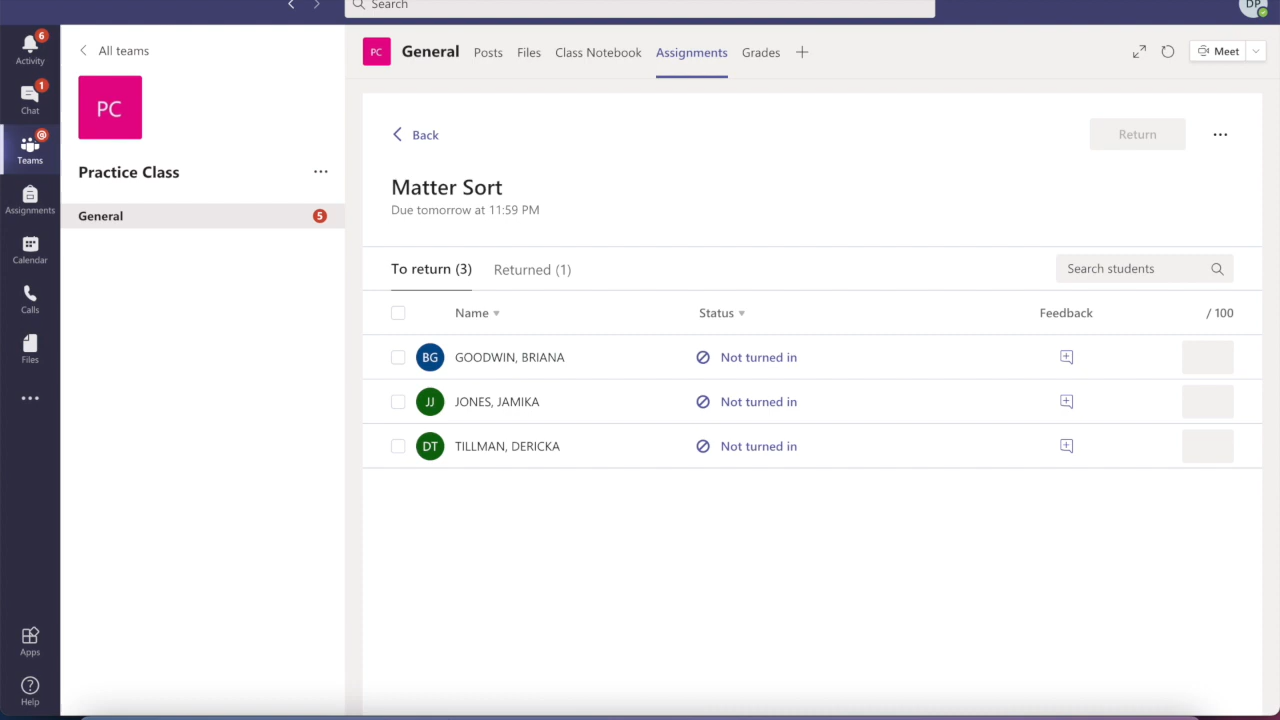 Search
DP
6
Activity
1
Chat
@
Teams
Assignments
Calendar
Calls
Files
Apps
Help
All teams
PC
Practice Class
General
5
PC
General Posts Files Class Notebook Assignments Grades
Meet
Back
Return
Matter Sort
Due tomorrow at 11:59 PM
To return (3) Returned (1)
Search students
Name Status Feedback / 100
BG GOODWIN, BRIANA Not turned in
JJ JONES, JAMIKA Not turned in
DT TILLMAN, DERICKA Not turned in